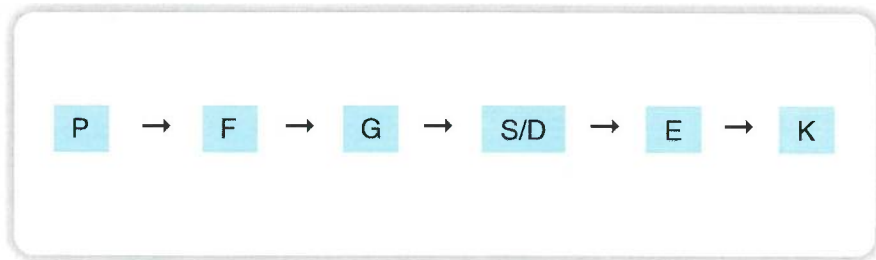 P → F → G → S/D → E → K